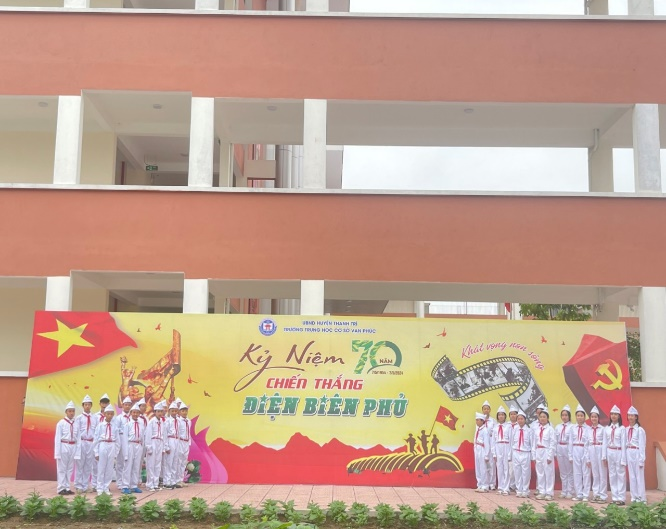 UBND HUYỆN THANH TRÌ
TRƯỜNG TRUNG HỌC CƠ SỞ VẠN PHÚC
Kỷ Niệm 70 NĂM
CHIẾN THẮNG
ĐIỆN BIÊN PHỦ
Khát vọng non sông